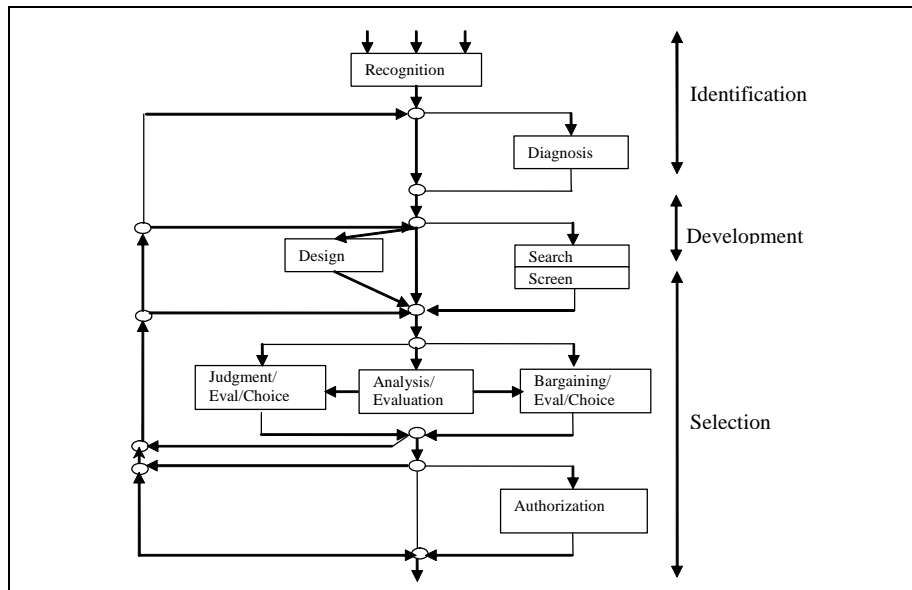 Recognition
Identification
Diagnosis
Development
Design
Search
Screen
Judgment/
Eval/Choice
Analysis/
Evaluation
Bargaining/
Eval/Choice
Selection
Authorization